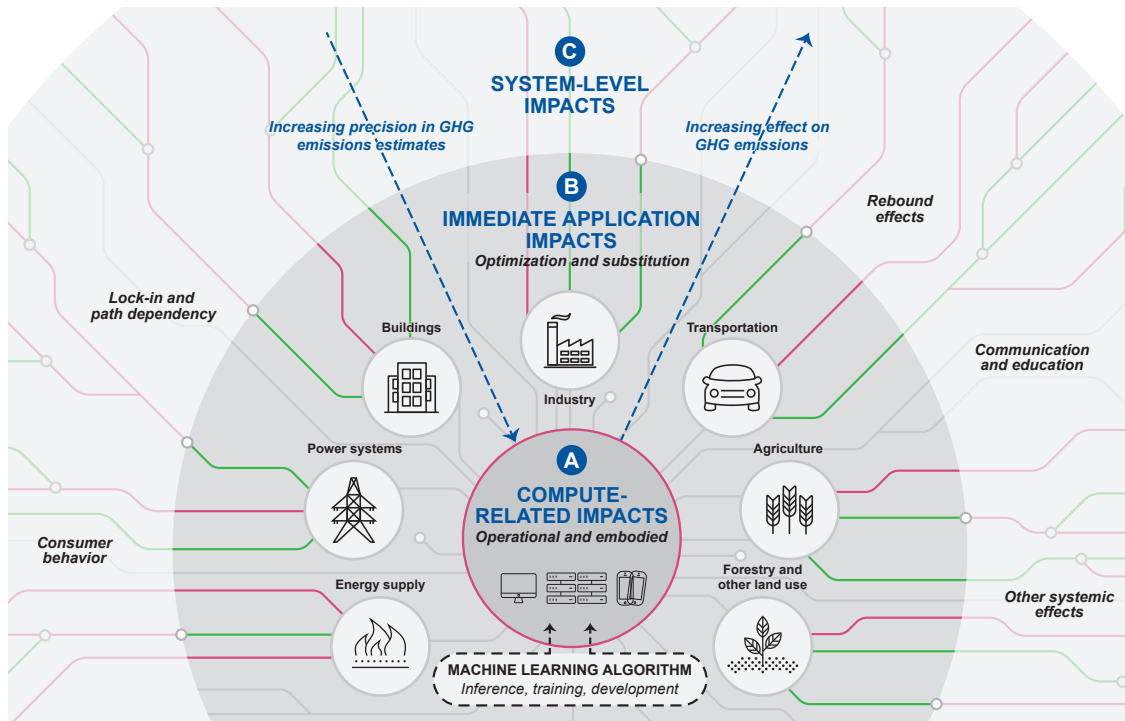 C
SYSTEM-LEVEL
IMPACTS
Increasing precision in GHG
emissions estimates
Increasing effect on
GHG emissions
B
IMMEDIATE APPLICATION
IMPACTS
Optimization and substitution
Rebound
effects
Lock-in and
path dependency
Buildings
Transportation
Communication
and education
Industry
Power systems
Agriculture
A
COMPUTE-
RELATED IMPACTS
Operational and embodied
Consumer
behavior
Energy supply
Forestry and
other land use
Other systemic
effects
MACHINE LEARNING ALGORITHM
Inference, training, development